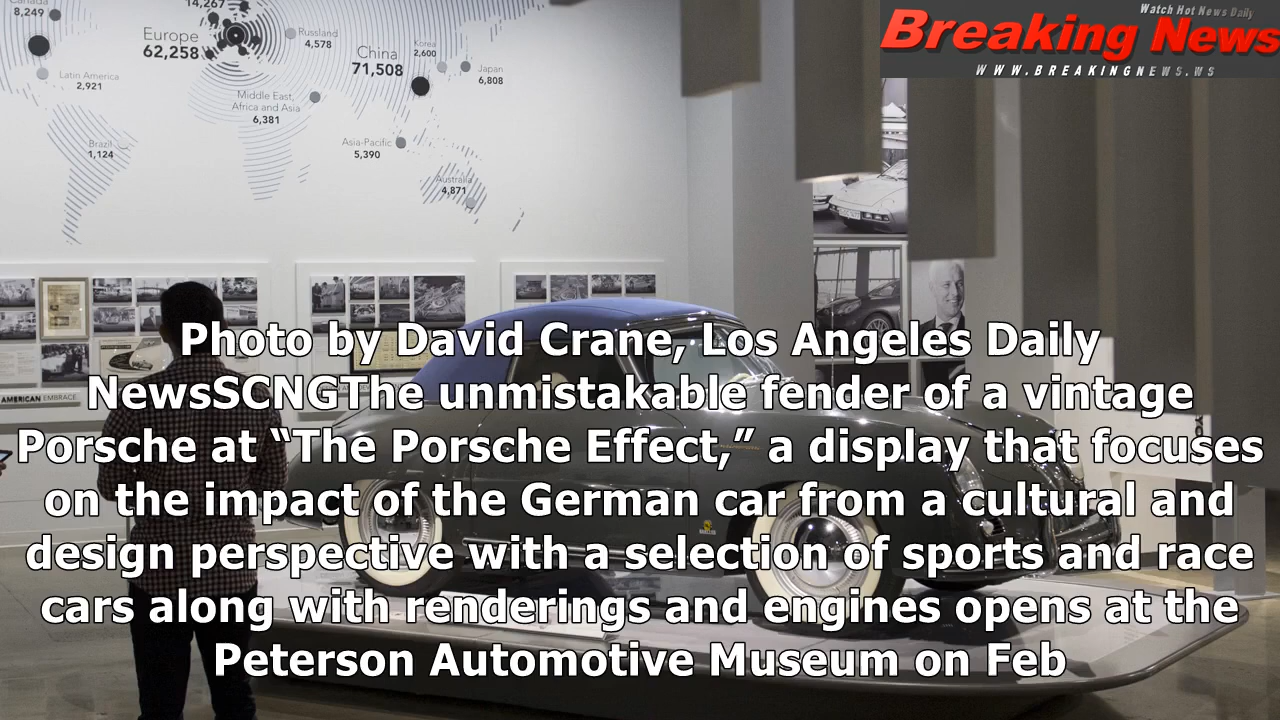 Watch Hot News Daily
Breaking News
WWW.BREAKINGNEWS.WS
Canada
8,249
14,267
Europe
62,258
Russland
4,578
China
71,508
Korea
2,600
Japan
6,808
Latin America
2,921
Middle East,
Africa and Asia
6,381
Brazil
1,124
Asia-Pacific
5,390
Australia
4,871
AMERICAN EMBRACE
Photo by David Crane, Los Angeles Daily
NewsSCNGThe unmistakable fender of a vintage
Porsche at “The Porsche Effect,” a display that focuses
on the impact of the German car from a cultural and
design perspective with a selection of sports and race
cars along with renderings and engines opens at the
Peterson Automotive Museum on Feb